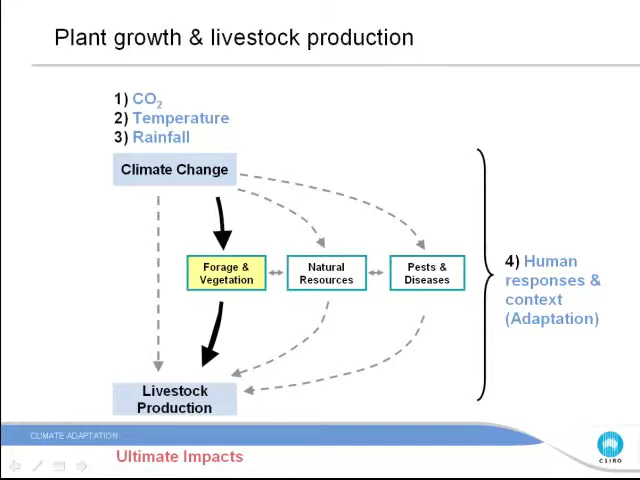 Plant growth & livestock production
1) CO2
2) Temperature
3) Rainfall
Climate Change
Forage &
Vegetation
Natural
Resources
Pests &
Diseases
4) Human
responses &
context
(Adaptation)
Livestock
Production
CLIMATE ADAPTATION
Ultimate Impacts
CSIRO